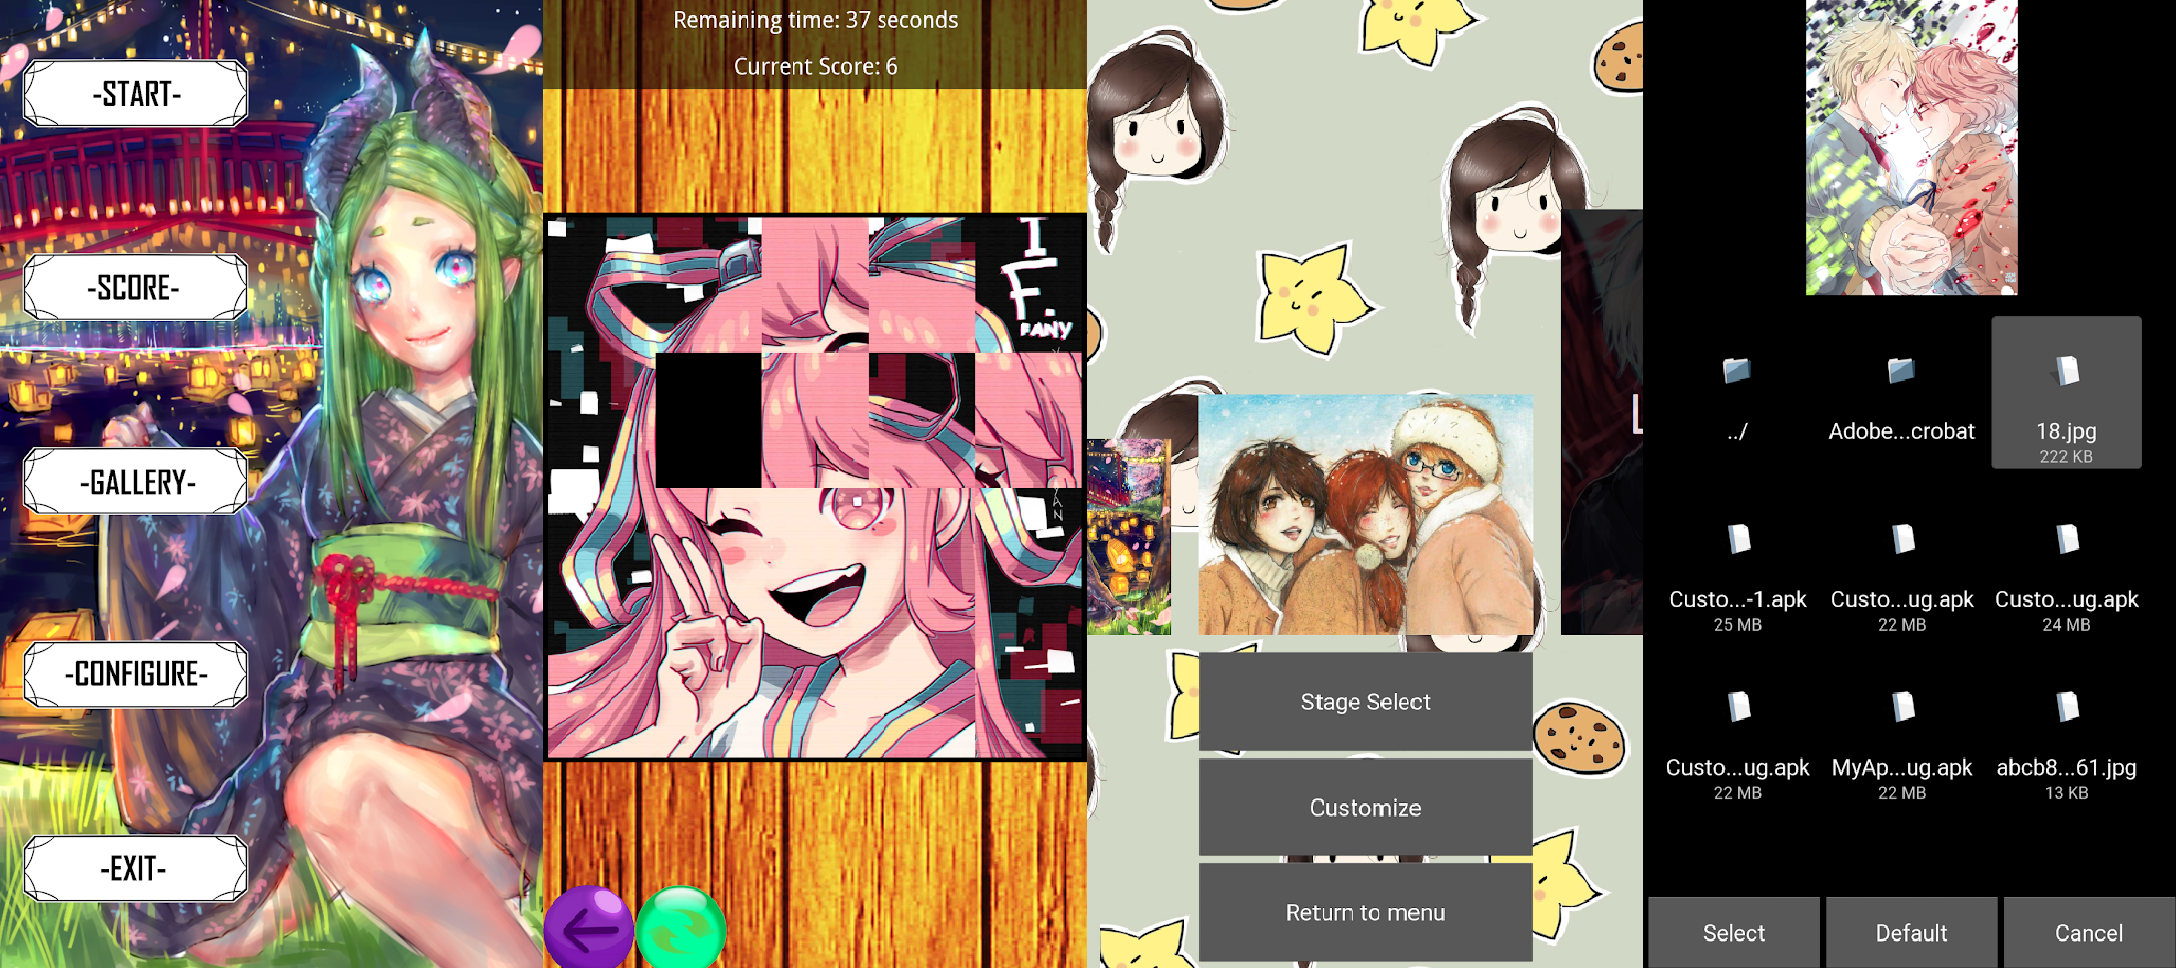 -START-
-SCORE-
-GALLERY-
-CONFIGURE-
-EXIT-
Remaining time: 37 seconds
Current Score: 6
I
F.
FANY
Stage Select
Customize
Return to menu
L
../
Adobe...crobat
18.jpg
222 KB
Custo...-1.apk
25 MB
Custo...ug.apk
22 MB
Custo...ug.apk
24 MB
Custo...ug.apk
22 MB
MyAp...ug.apk
22 MB
abcb8...61.jpg
13 KB
Select
Default
Cancel